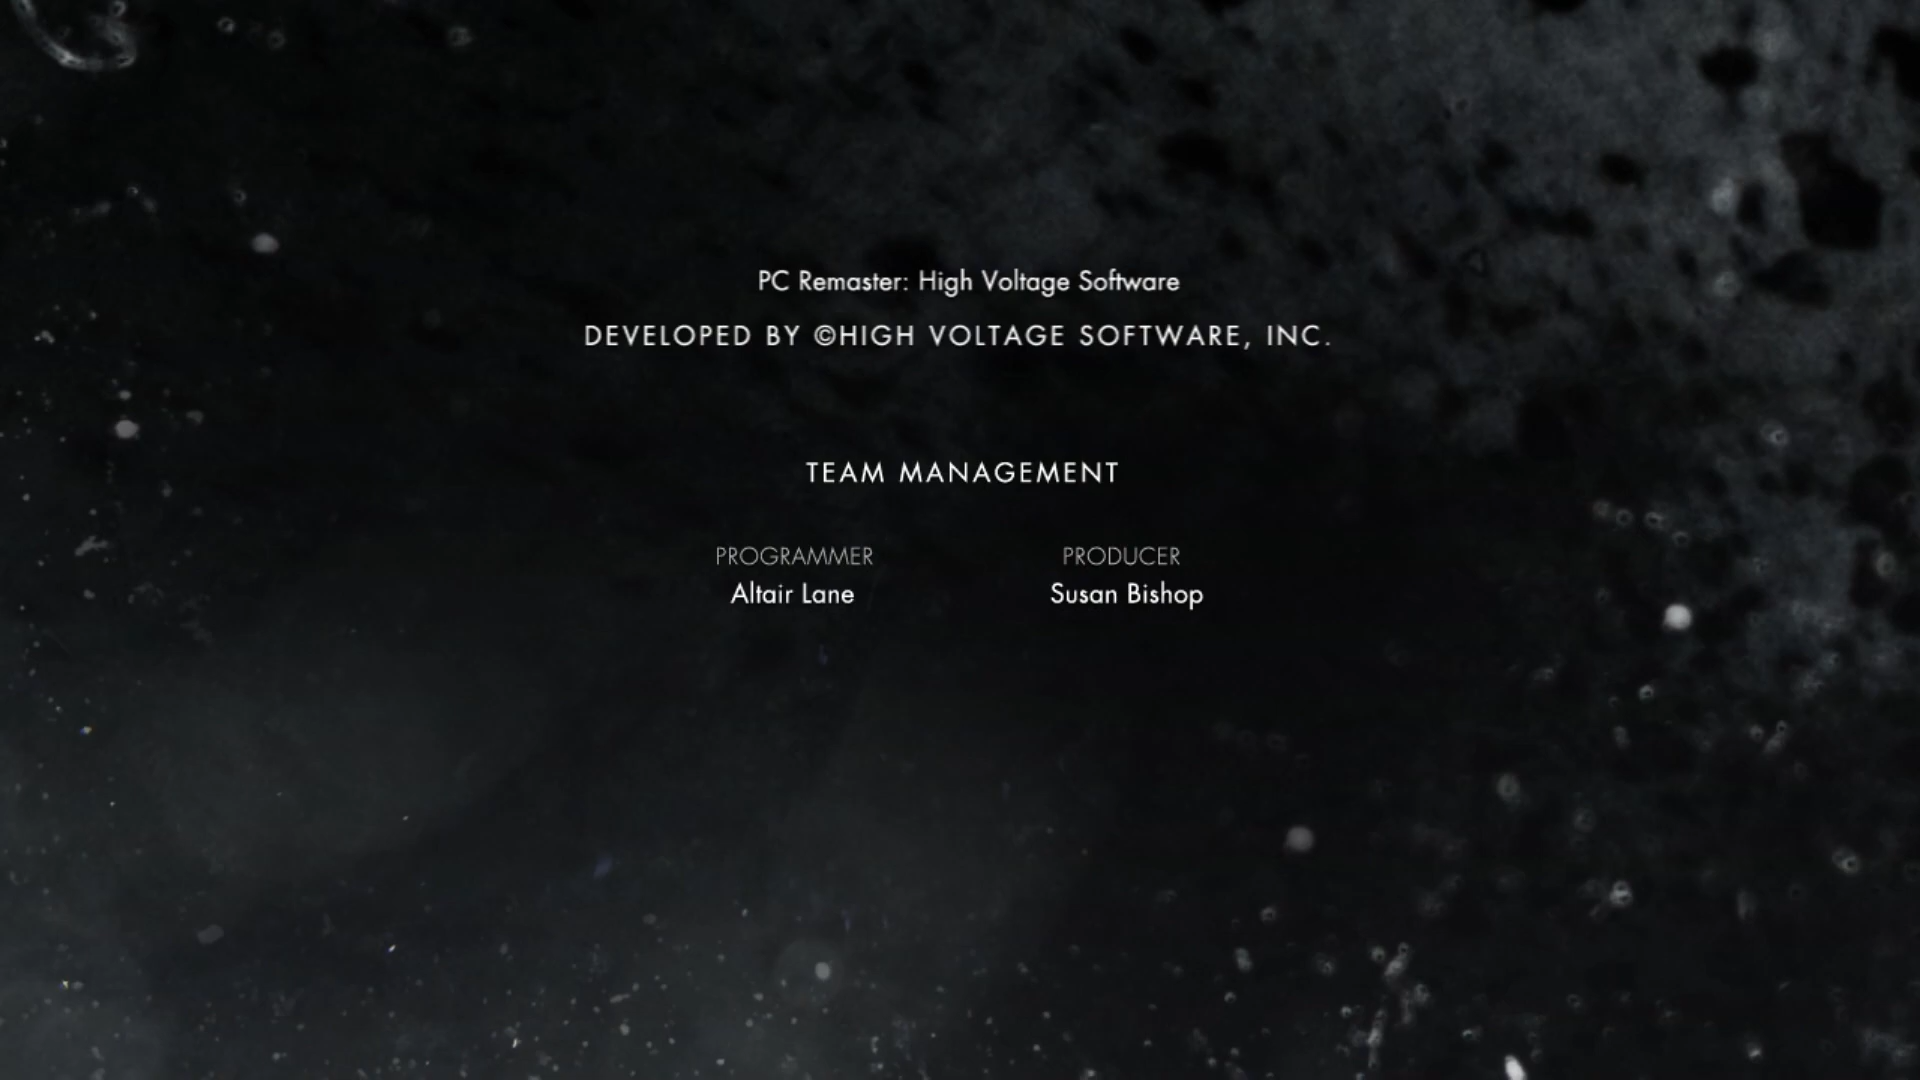 PC Remaster: High Voltage Software
DEVELOPED BY ©HIGH VOLTAGE SOFTWARE, INC.
TEAM MANAGEMENT
PROGRAMMER PRODUCER
Altair Lane Susan Bishop